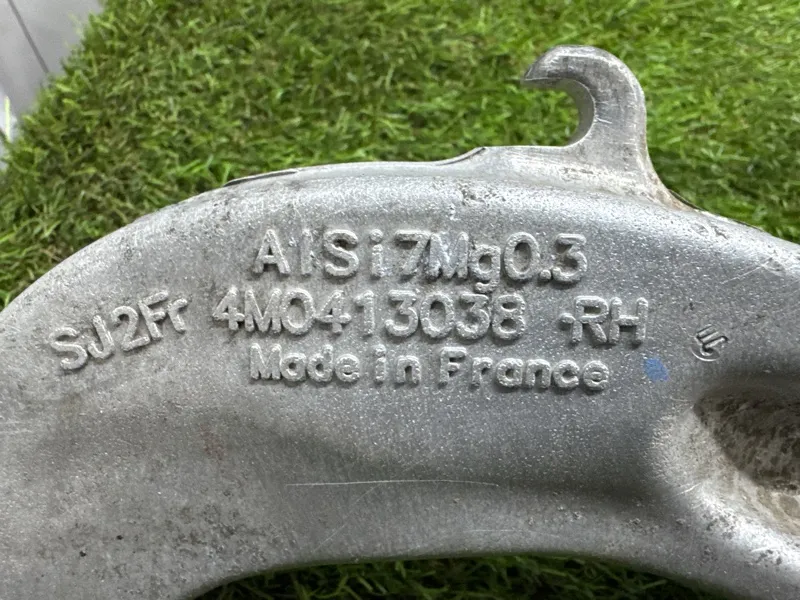 AlSi7Mg0.3
SJ2Fr 4M0413038 RH
Made in France